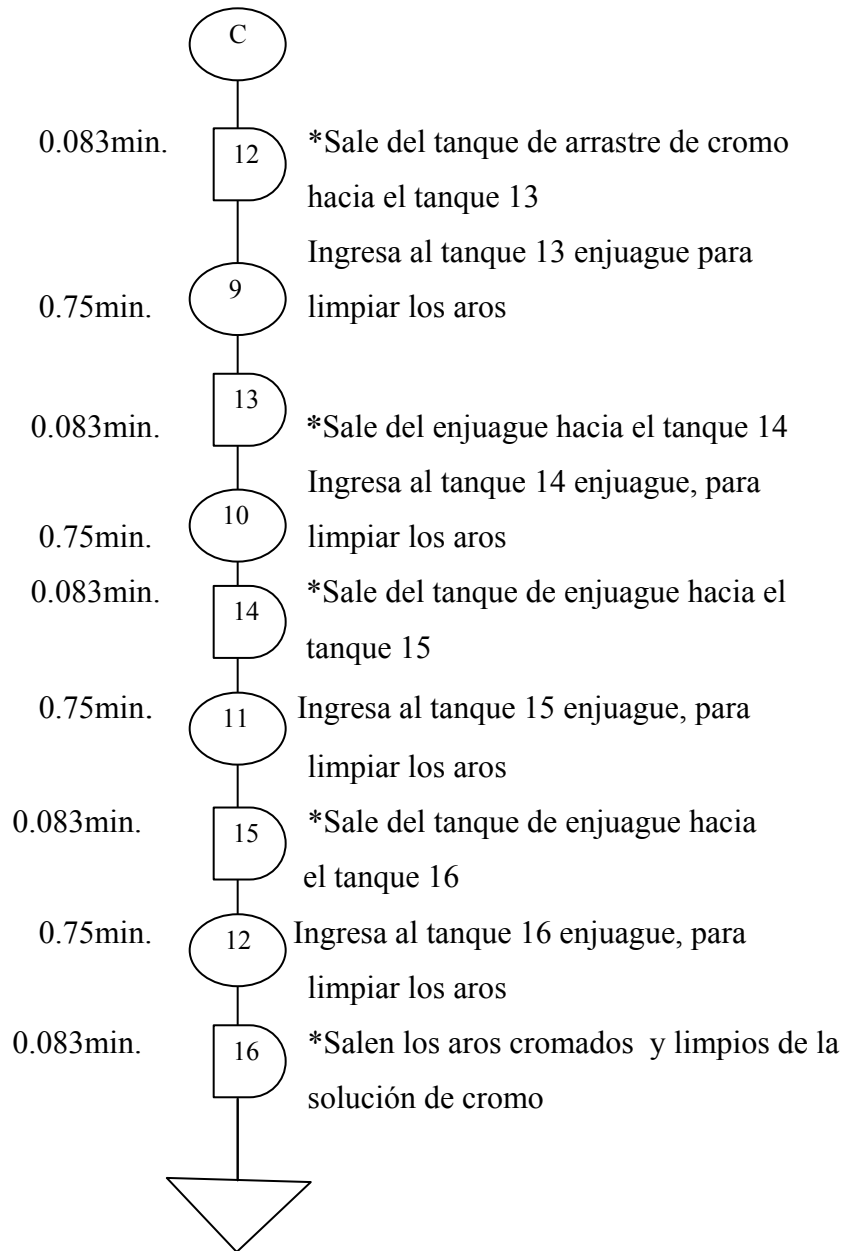 C
0.083min. 12 *Sale del tanque de arrastre de cromo
hacia el tanque 13
Ingresa al tanque 13 enjuague para
0.75min. 9 limpiar los aros
13
0.083min. *Sale del enjuague hacia el tanque 14
Ingresa al tanque 14 enjuague, para
10
0.75min. limpiar los aros
0.083min. *Sale del tanque de enjuague hacia el
14
tanque 15
0.75min. 11 Ingresa al tanque 15 enjuague, para
limpiar los aros
0.083min. 15 *Sale del tanque de enjuague hacia
el tanque 16
0.75min. 12 Ingresa al tanque 16 enjuague, para
limpiar los aros
0.083min. 16 *Salen los aros cromados y limpios de la
solución de cromo